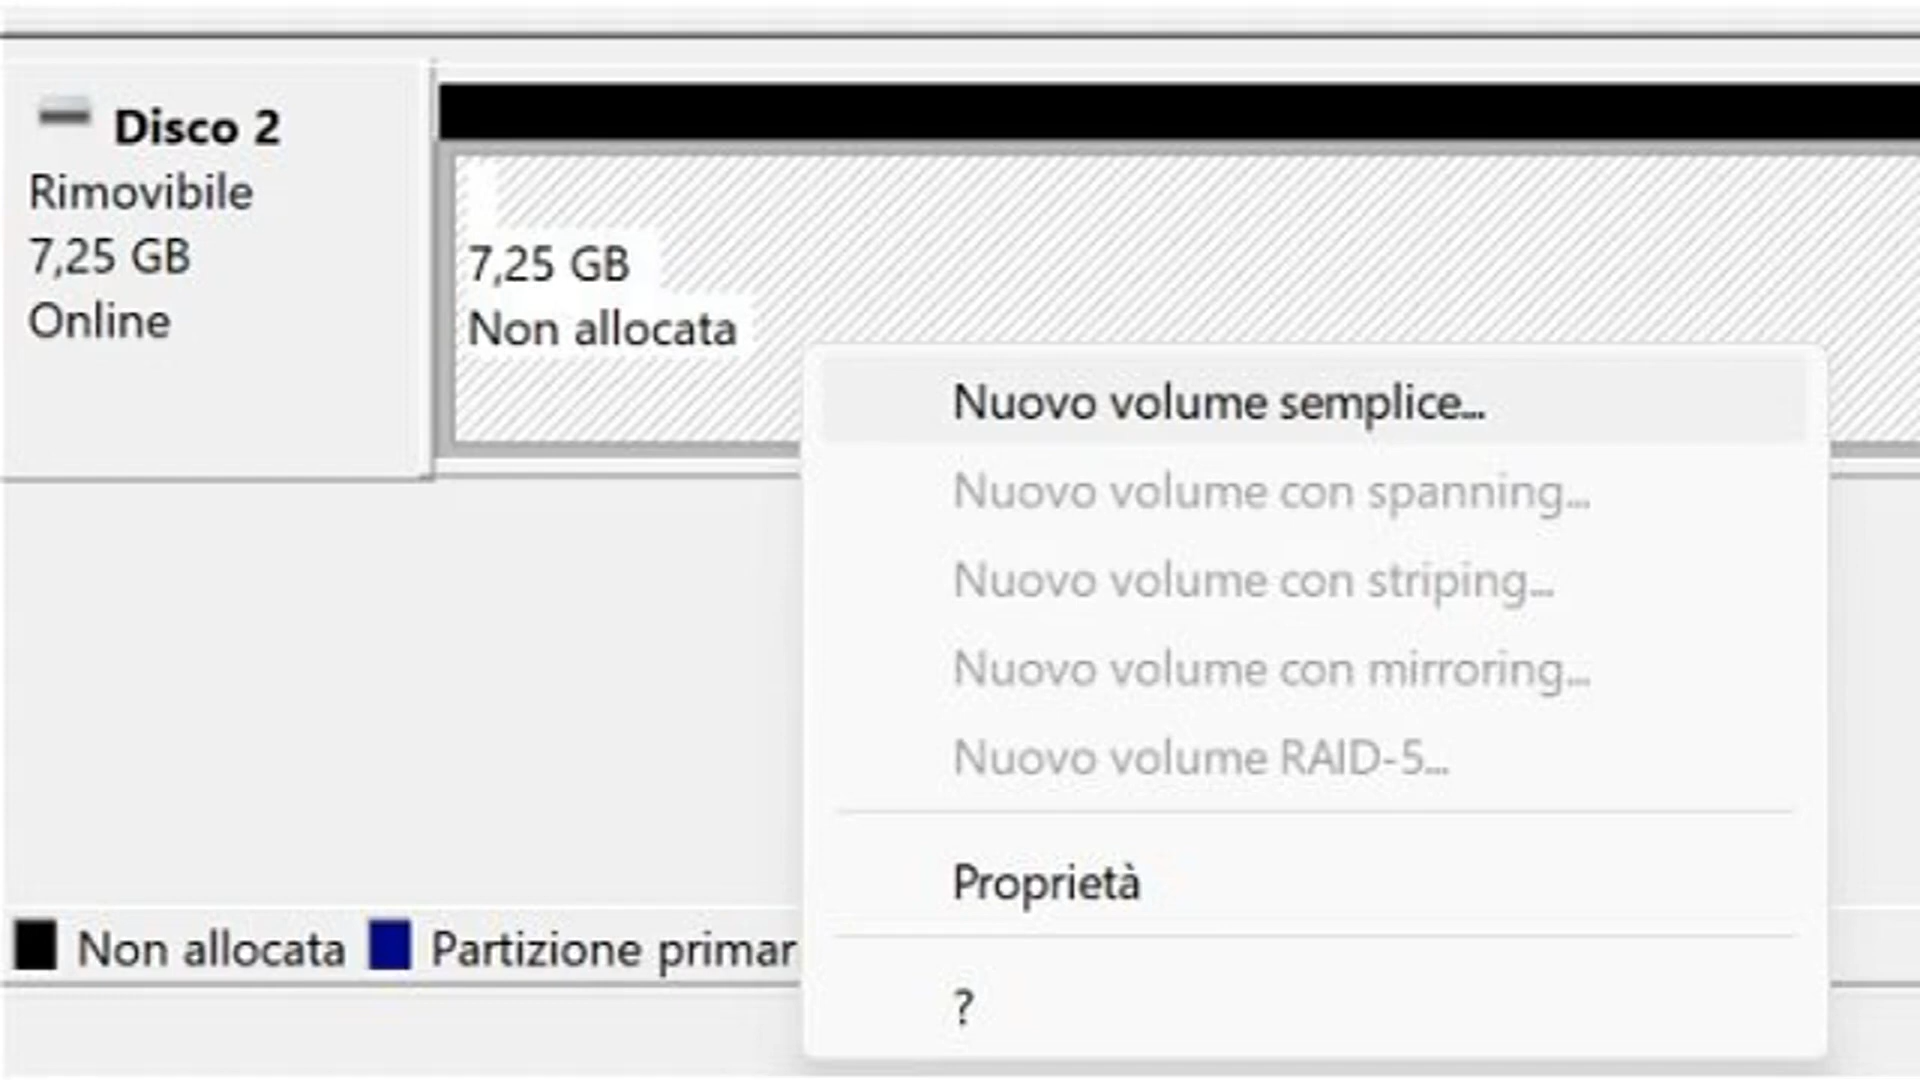 Disco 2
Rimovibile
7,25 GB
Online
7,25 GB
Non allocata
Nuovo volume semplice...
Nuovo volume con spanning...
Nuovo volume con striping...
Nuovo volume con mirroring...
Nuovo volume RAID-5...
Proprietà
?
Non allocata
Partizione primar